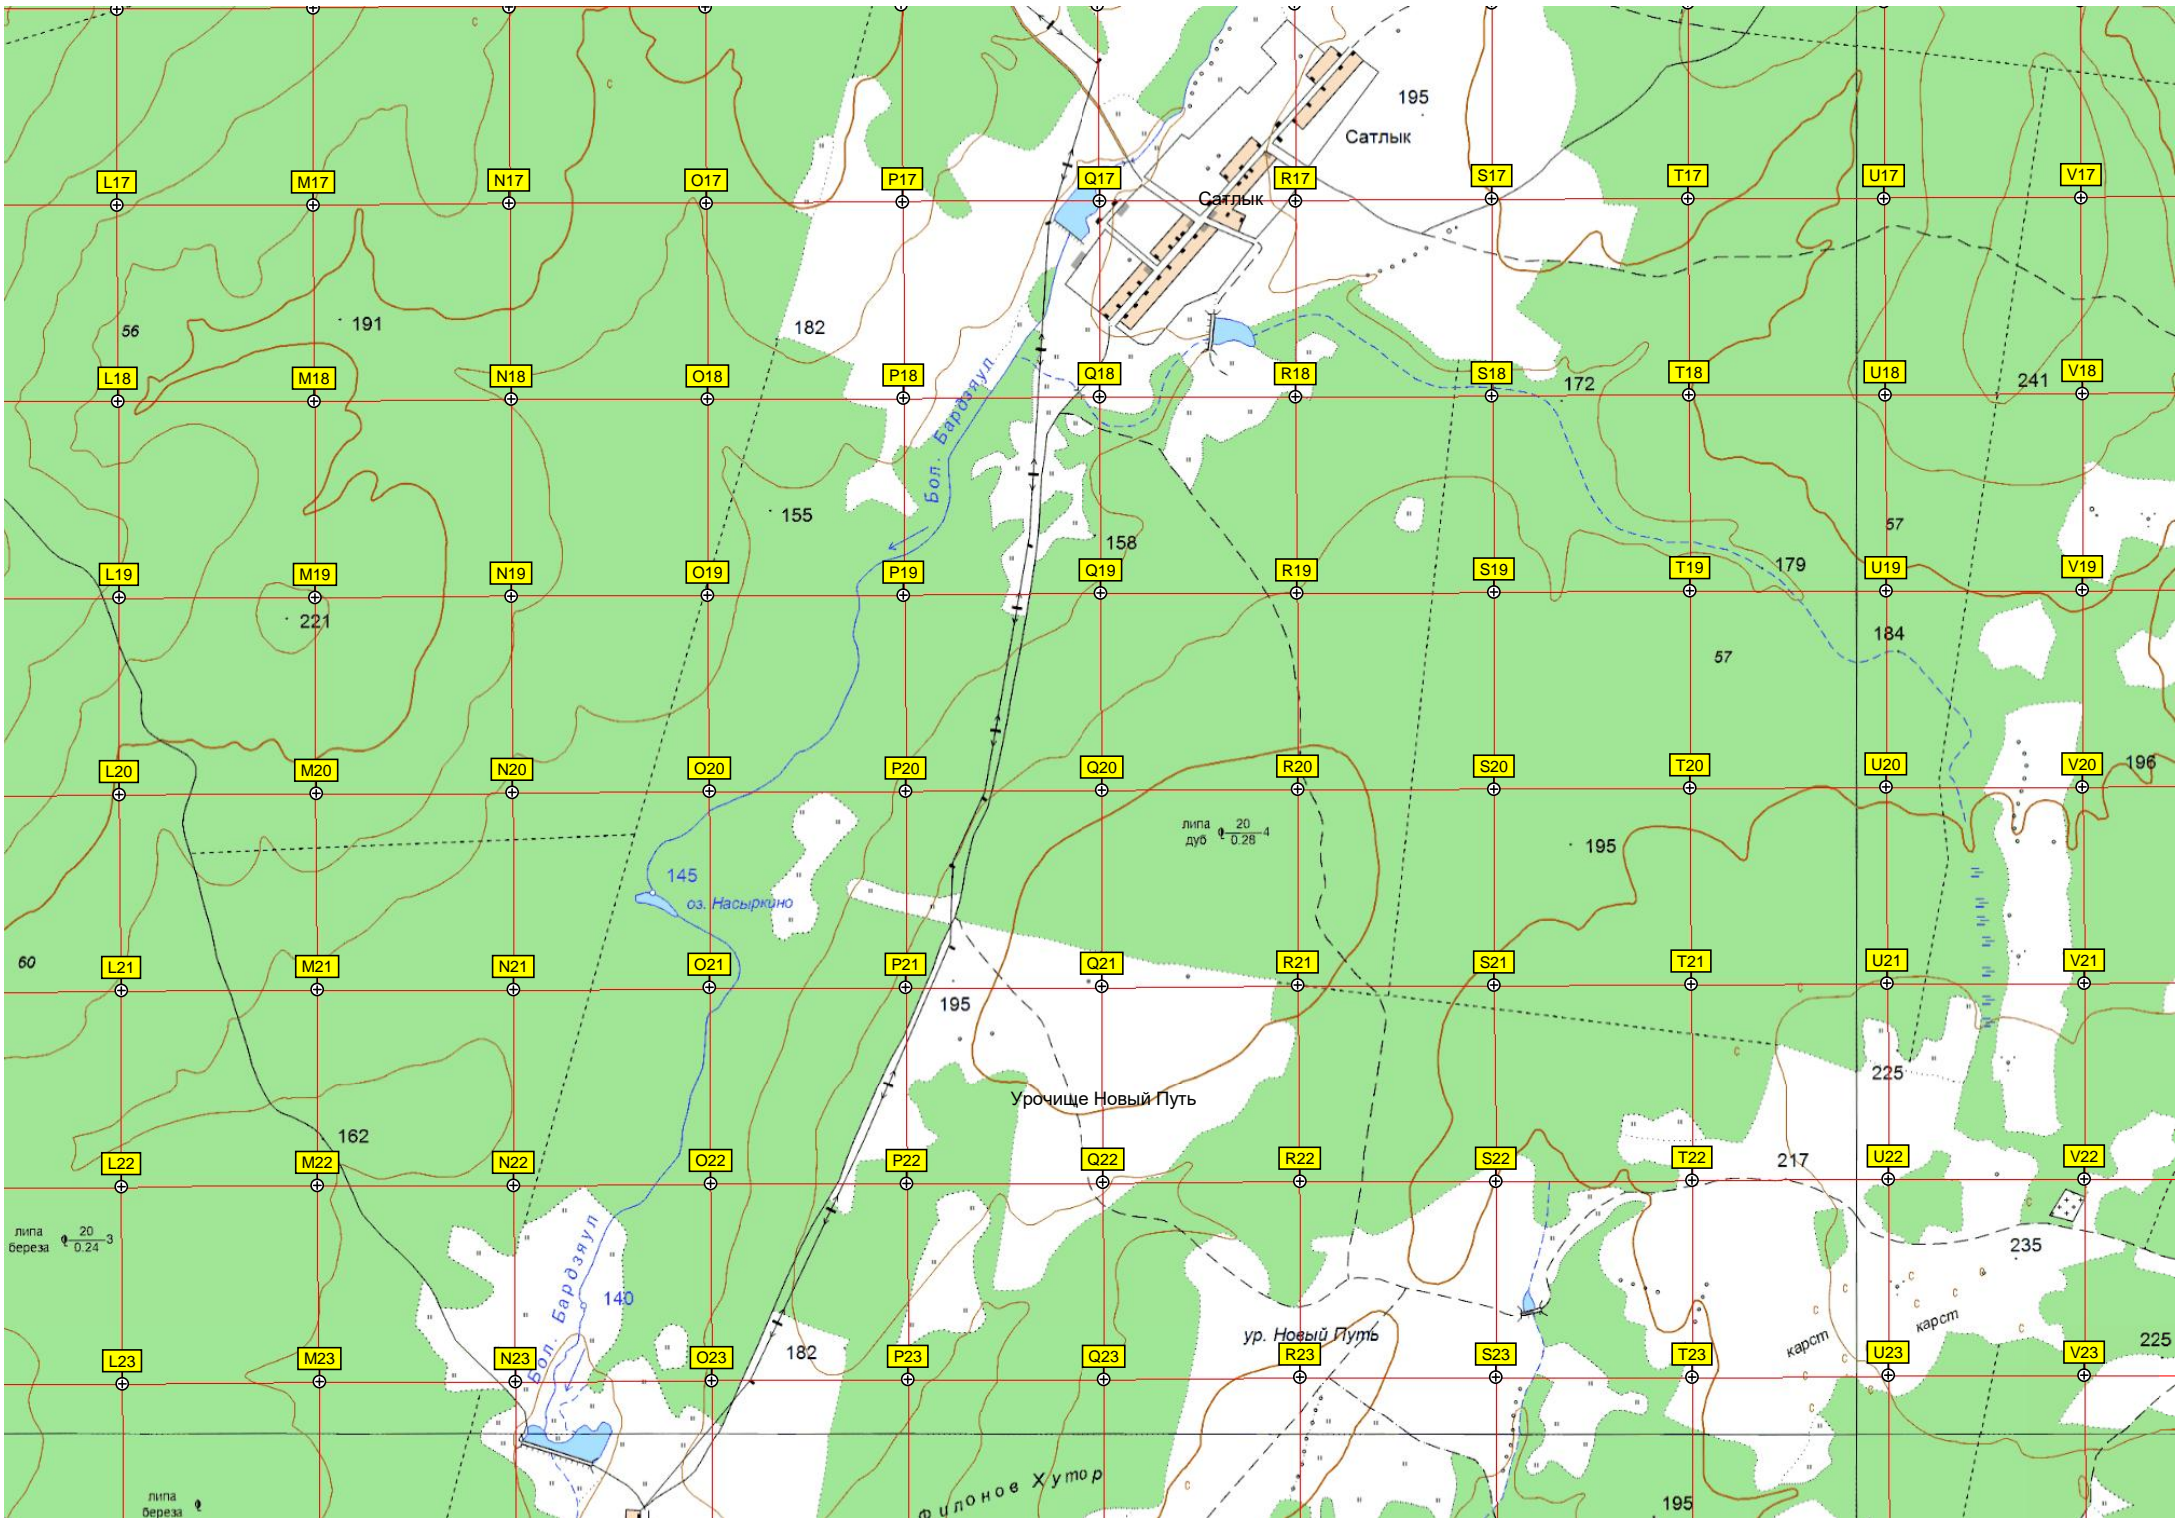 195
Сатлык
L17
M17
N17
O17
P17
Q17
R17
S17
T17
U17
V17
Сатлык
56
191
182
L18
M18
N18
O18
P18
Q18
R18
S18
172
T18
U18
241
V18
Бол. Бардзяул
155
158
57
L19
M19
N19
O19
P19
Q19
R19
S19
T19
179
U19
V19
221
184
57
L20
M20
N20
O20
P20
Q20
R20
S20
T20
U20
V20
196
липа 20 4
дуб 0.28
195
145
оз. Насыркино
60
L21
M21
N21
O21
P21
Q21
R21
S21
T21
U21
V21
195
225
Урочище Новый Путь
162
L22
M22
N22
O22
P22
Q22
R22
S22
T22
217
U22
V22
липа 20 3
береза 0.24
235
Бол. Бардзяул
140
ур. Новый Путь
карст
карст
182
225
L23
M23
N23
O23
P23
Q23
R23
S23
T23
U23
V23
Филонов Хутор
липа
береза
195